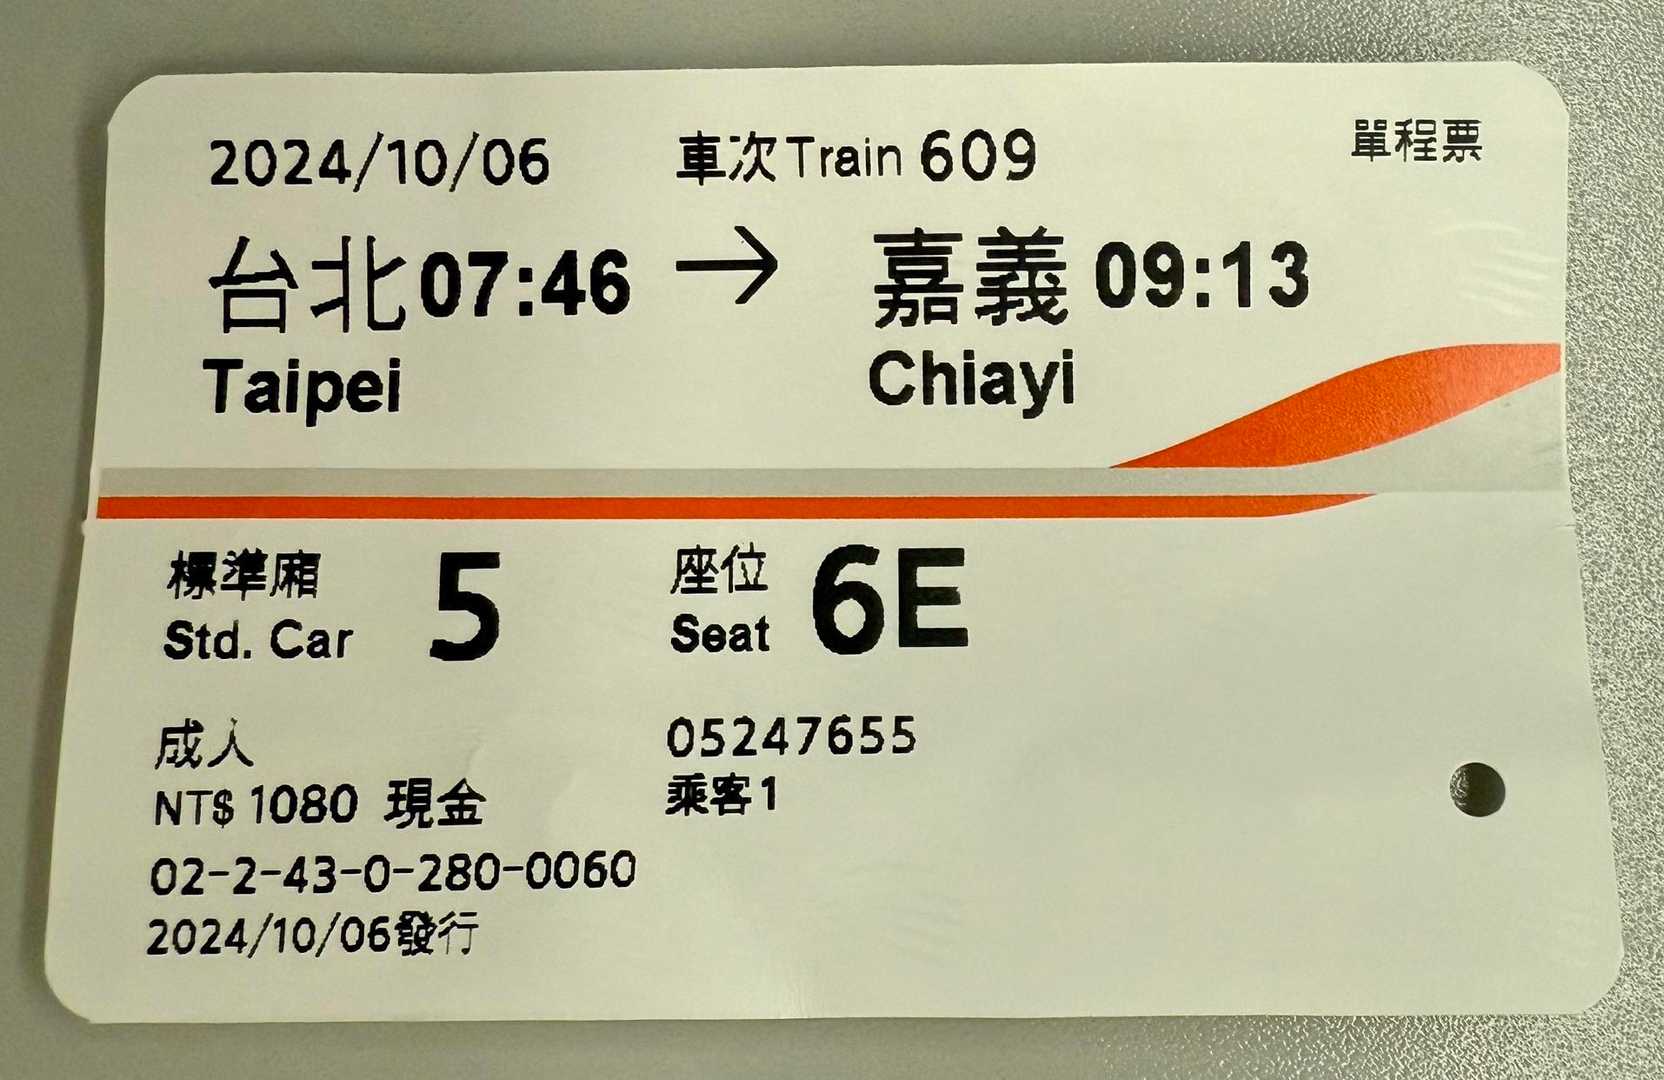 2024/10/06 車次Train 609 單程票
台北07:46 → 嘉義 09:13
Taipei Chiayi
標準廂 5 座位 6E
Std. Car Seat
成人 05247655
NT$ 1080 現金 乘客1
02-2-43-0-280-0060
2024/10/06發行